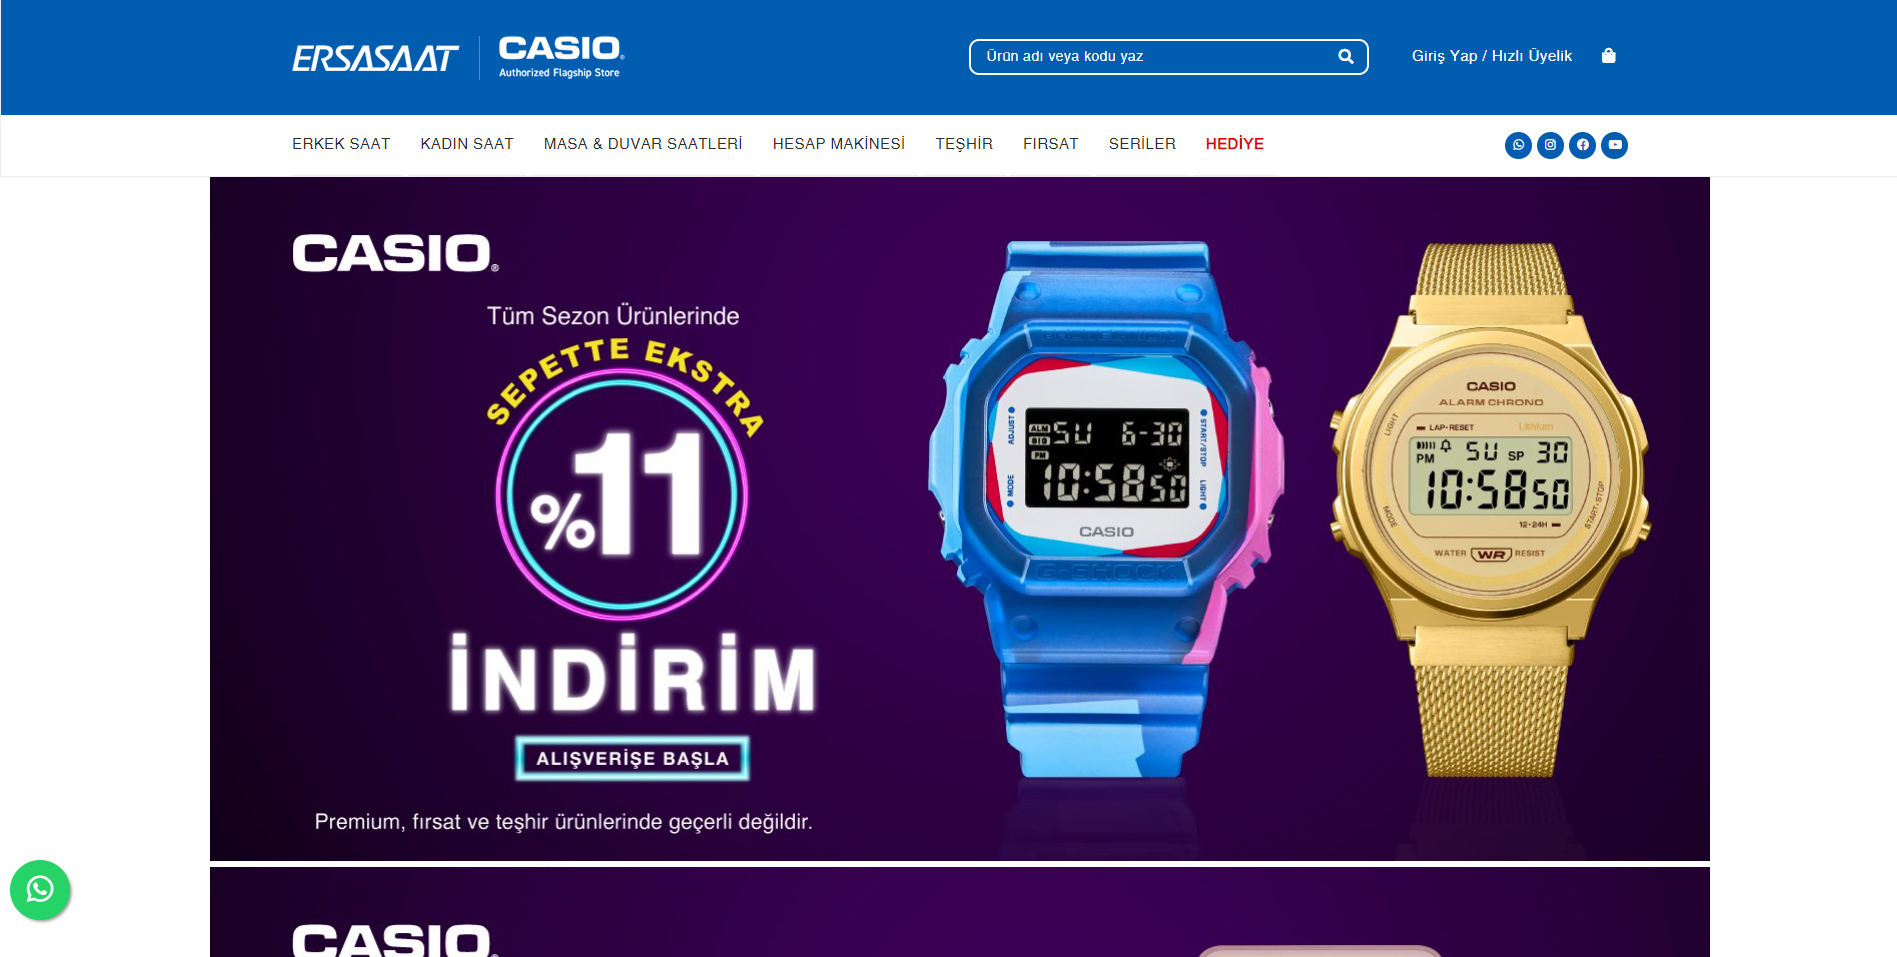 ERSASAAT
CASIO®
Authorized Flagship Store
Ürün adı veya kodu yaz
Giriş Yap / Hızlı Üyelik
ERKEK SAAT
KADIN SAAT
MASA & DUVAR SAATLERİ
HESAP MAKİNESİ
TEŞHİR
FIRSAT
SERİLER
HEDİYE
CASIO®
Tüm Sezon Ürünlerinde
SEPETTE EKSTRA
%11
İNDİRİM
ALIŞVERİŞE BAŞLA
Premium, fırsat ve teşhir ürünlerinde geçerli değildir.
PROTECTION
ADJUST
START/STOP
MODE
LIGHT
ALM
SIG
PM
SU 6-30
10:58 50
CASIO
G-SHOCK
CASIO
ALARM CHRONO
LIGHT
LAP•RESET
Lithium
PM
SU SP 30
10:58 50
MODE
START•STOP
12•24H
WATER WR RESIST
CASIO®